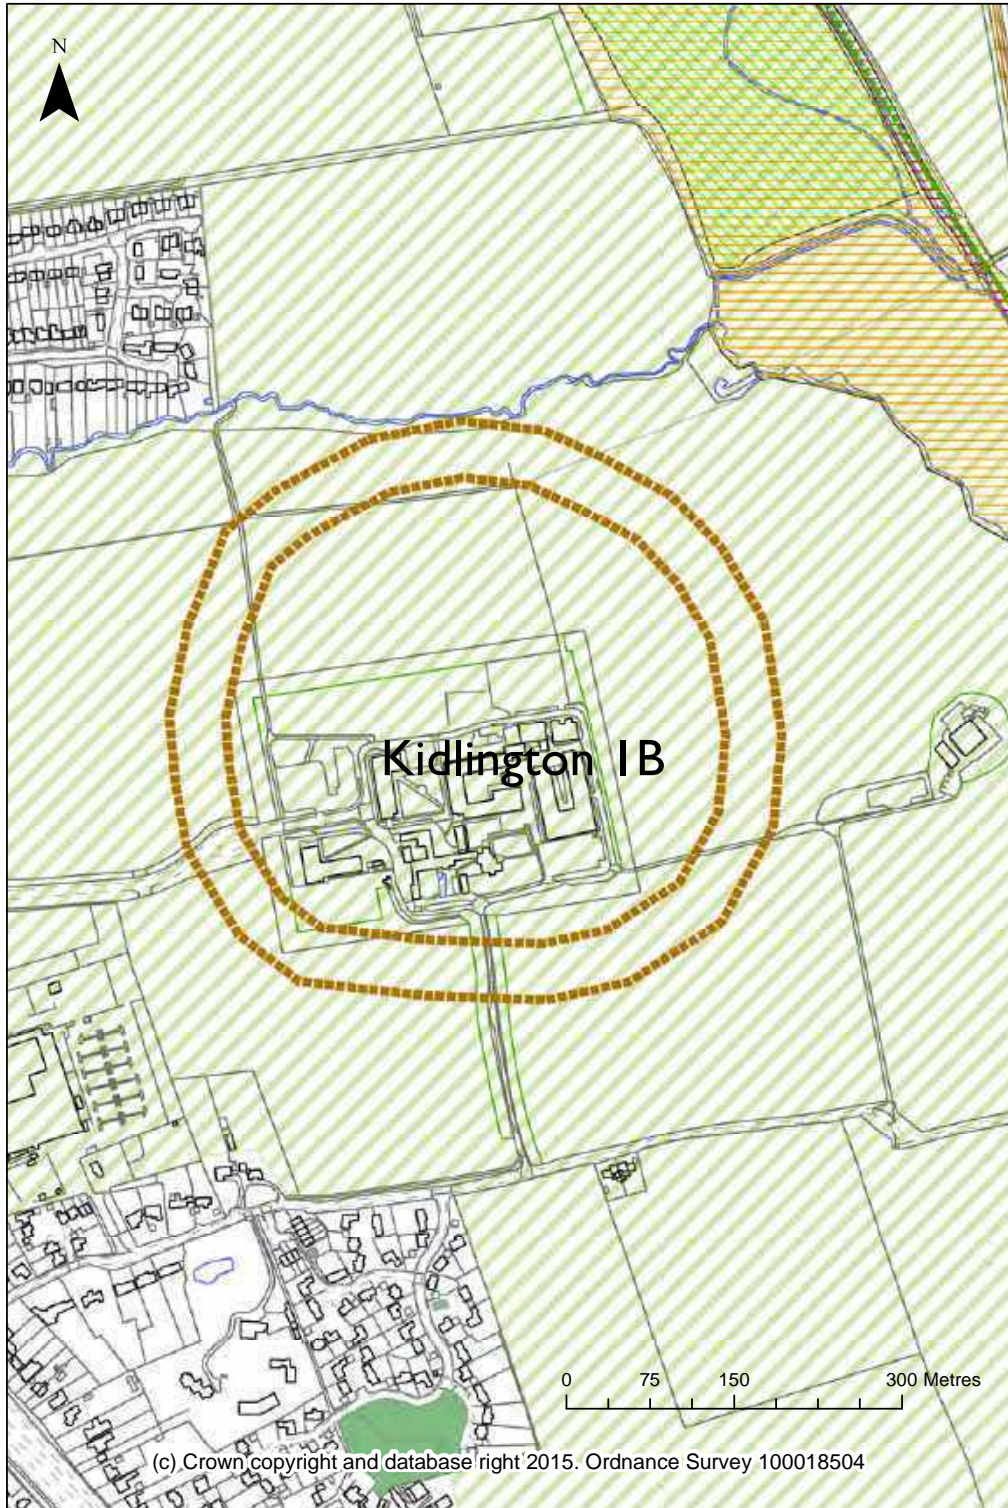 N
Kidlington 1B
0 75 150 300 Metres
(c) Crown copyright and database right 2015. Ordnance Survey 100018504